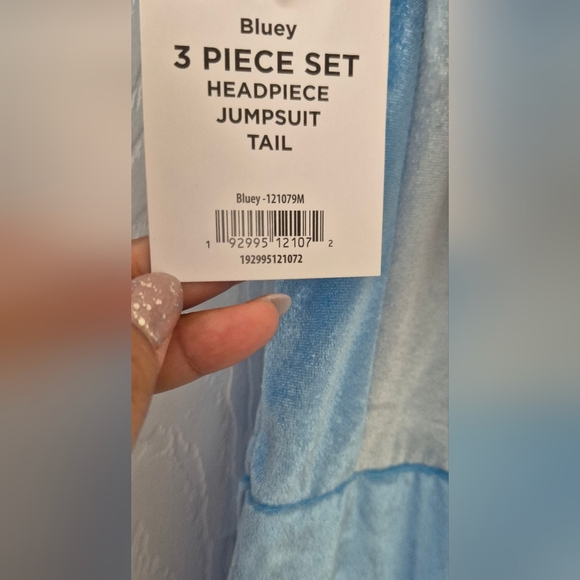 Bluey
3 PIECE SET
HEADPIECE
JUMPSUIT
TAIL
Bluey -121079M
1 92995 12107 2
192995121072